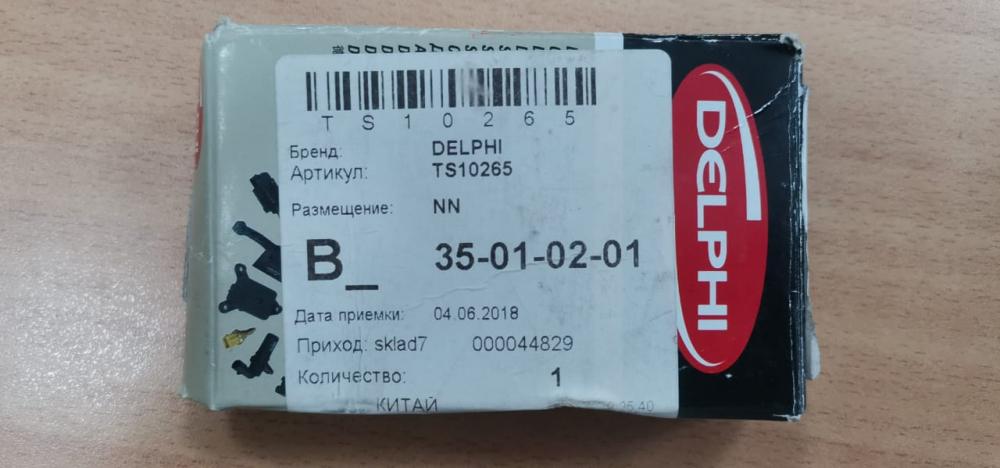 TS10265
Бренд: DELPHI
Артикул: TS10265
Размещение: NN
B_ 35-01-02-01
Дата приемки: 04.06.2018
Приход: sklad7 000044829
Количество: 1
КИТАЙ
DELPHI